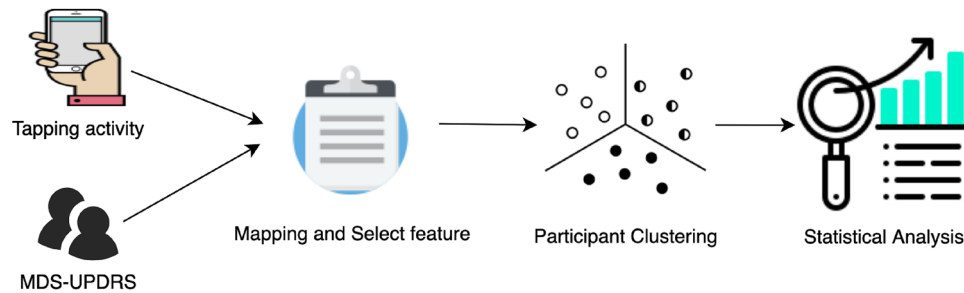 Tapping activity
MDS-UPDRS
Mapping and Select feature
Participant Clustering
Statistical Analysis